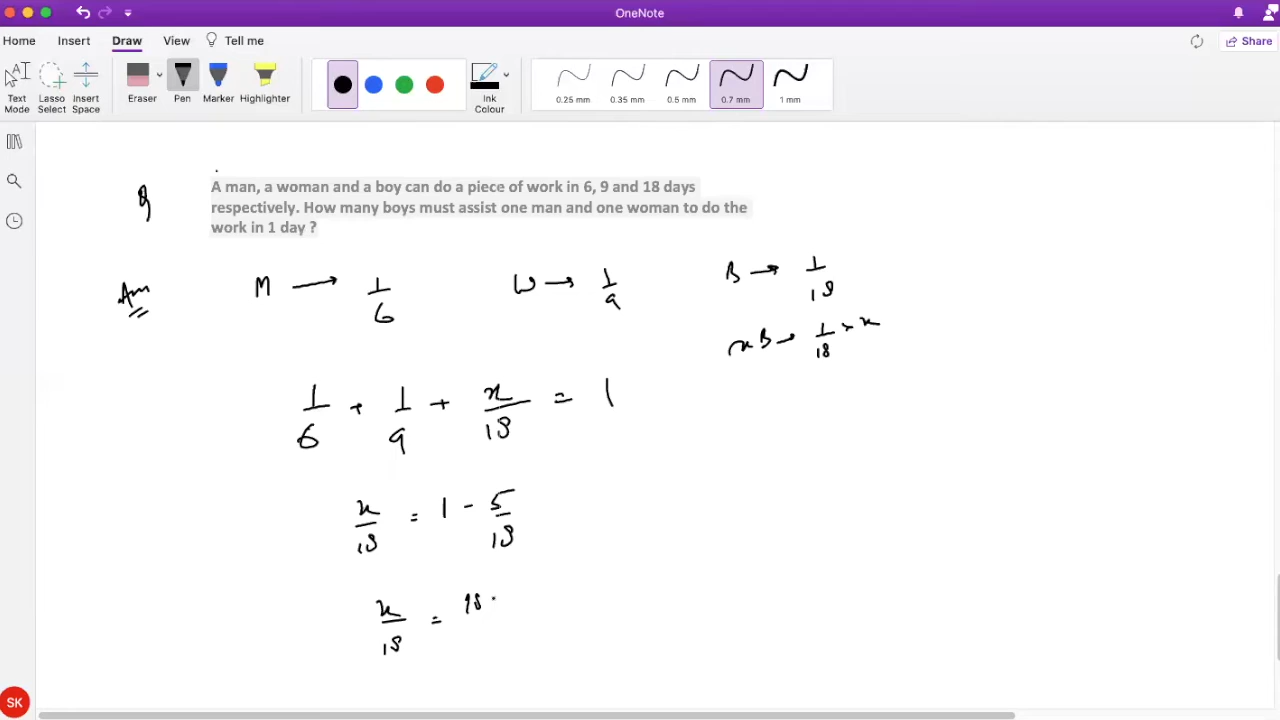 OneNote
Home Insert Draw View Tell me
Share
Text Mode
Lasso Select
Insert Space
Eraser
Pen
Marker
Highlighter
Ink Colour
0.25 mm
0.35 mm
0.5 mm
0.7 mm
1 mm
Q
A man, a woman and a boy can do a piece of work in 6, 9 and 18 days
respectively. How many boys must assist one man and one woman to do the
work in 1 day ?
Ans
M → 1/6 W → 1/9 B → 1/18
xB → 1/18 × x
1/6 + 1/9 + x/18 = 1
x/18 = 1 - 5/18
x/18 = 18
SK